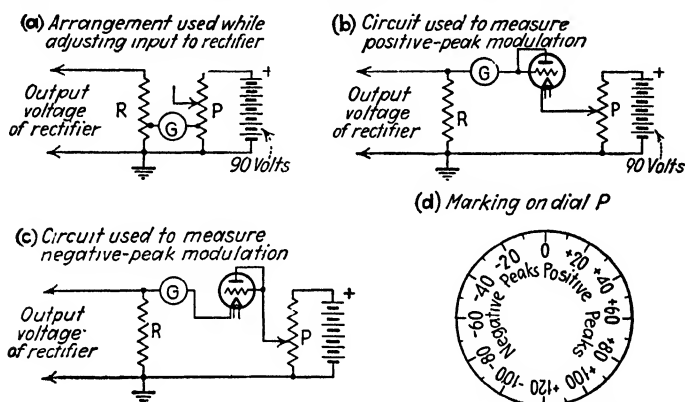 (a) Arrangement used while
adjusting input to rectifier
Output
voltage
of rectifier
R
G
P
+
90 Volts
(b) Circuit used to measure
positive-peak modulation
Output
voltage
of rectifier
G
R
P
+
90 Volts
(c) Circuit used to measure
negative-peak modulation
Output
voltage
of rectifier
G
R
P
+
(d) Marking on dial P
0
+20
+40
+60
+80
+100
+120
-100
-80
-60
-40
-20
Negative Peaks
Positive Peaks